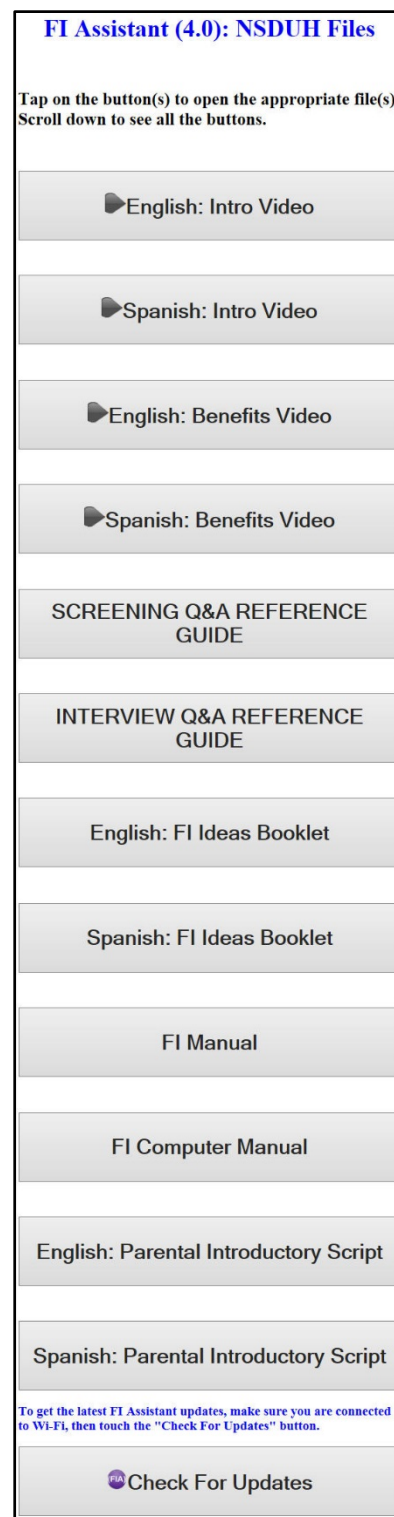 FI Assistant (4.0): NSDUH Files
Tap on the button(s) to open the appropriate file(s)
Scroll down to see all the buttons.
English: Intro Video
Spanish: Intro Video
English: Benefits Video
Spanish: Benefits Video
SCREENING Q&A REFERENCE
GUIDE
INTERVIEW Q&A REFERENCE
GUIDE
English: FI Ideas Booklet
Spanish: FI Ideas Booklet
FI Manual
FI Computer Manual
English: Parental Introductory Script
Spanish: Parental Introductory Script
To get the latest FI Assistant updates, make sure you are connected
to Wi-Fi, then touch the "Check For Updates" button.
FIA Check For Updates